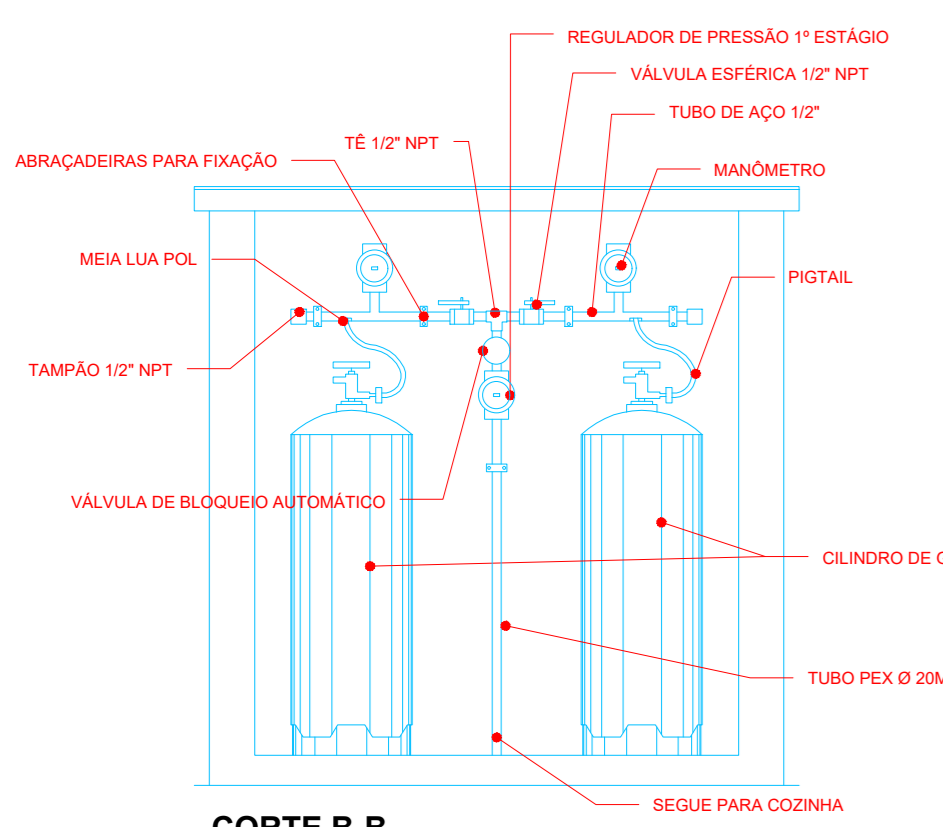 REGULADOR DE PRESSÃO 1º ESTÁGIO
VÁLVULA ESFÉRICA 1/2" NPT
TUBO DE AÇO 1/2"
TÊ 1/2" NPT
ABRAÇADEIRAS PARA FIXAÇÃO
MANÔMETRO
MEIA LUA POL
PIGTAIL
TAMPÃO 1/2" NPT
VÁLVULA DE BLOQUEIO AUTOMÁTICO
CILINDRO DE
TUBO PEX Ø 20M
SEGUE PARA COZINHA
CORTE B-B